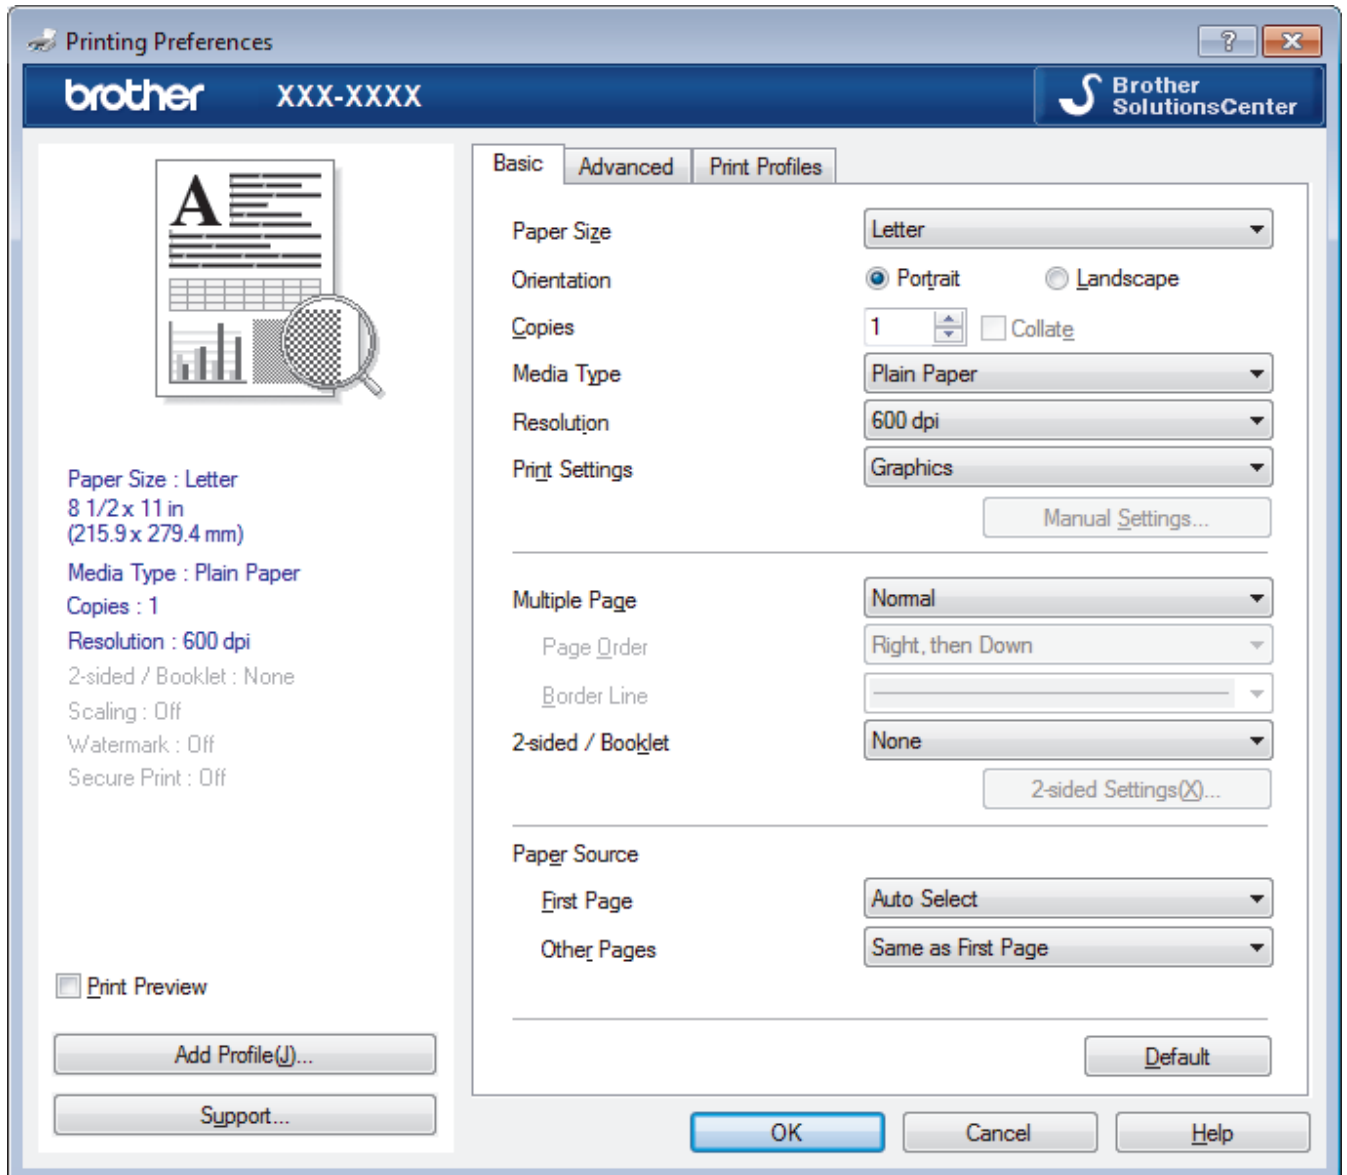 Printing Preferences
brother XXX-XXXX
Brother
SolutionsCenter
A
Paper Size : Letter
8 1/2 x 11 in
(215.9 x 279.4 mm)
Media Type : Plain Paper
Copies : 1
Resolution : 600 dpi
2-sided / Booklet : None
Scaling : Off
Watermark : Off
Secure Print : Off
Print Preview
Add Profile(J)...
Support...
Basic Advanced Print Profiles
Paper Size Letter
Orientation Portrait Landscape
Copies 1 Collate
Media Type Plain Paper
Resolution 600 dpi
Print Settings Graphics
Manual Settings...
Multiple Page Normal
Page Order Right, then Down
Border Line
2-sided / Booklet None
2-sided Settings(X)...
Paper Source
First Page Auto Select
Other Pages Same as First Page
Default
OK Cancel Help